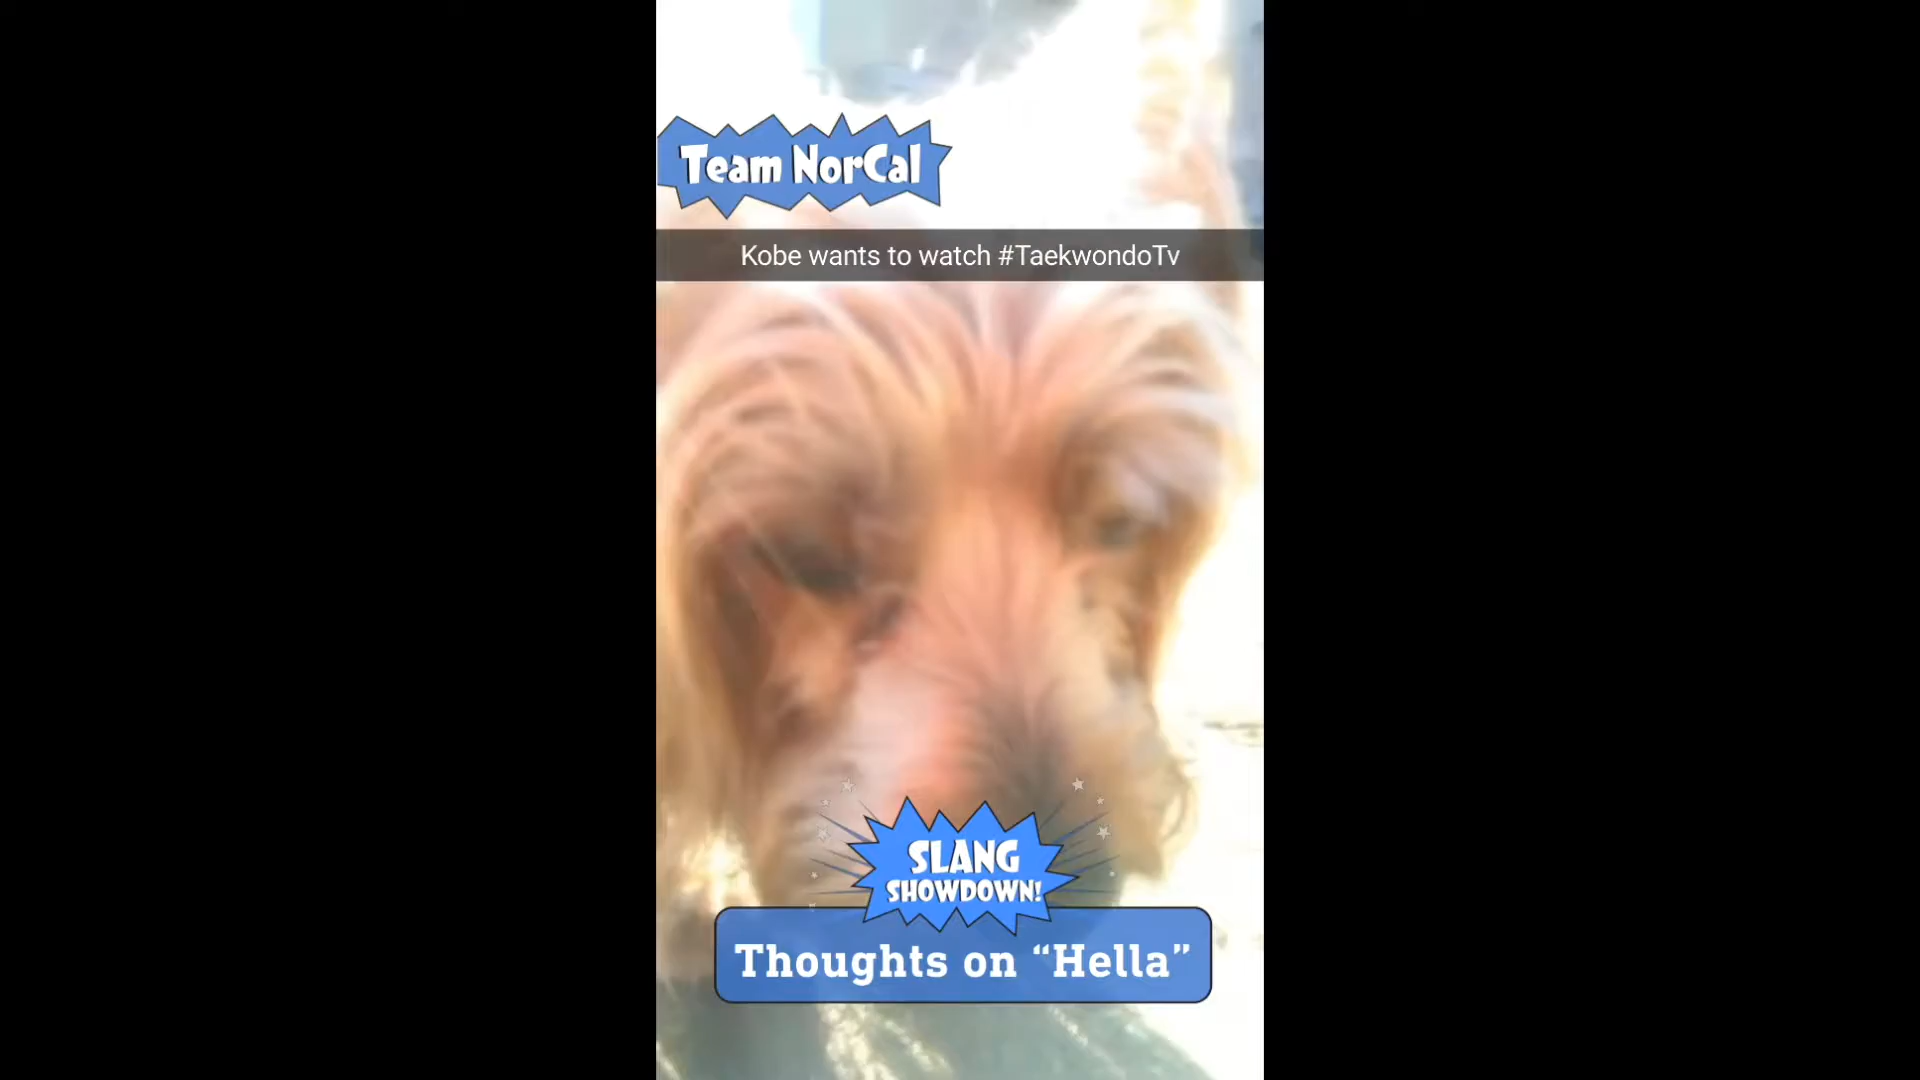 Team NorCal
Kobe wants to watch #TaekwondoTv
SLANG
SHOWDOWN!
Thoughts on “Hella”